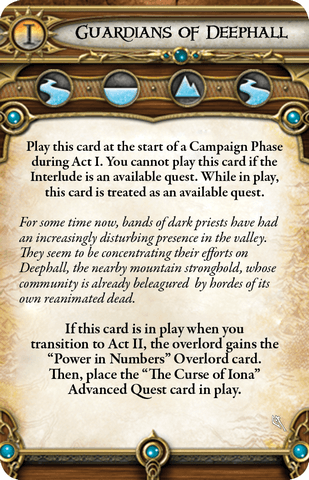 I
Guardians of Deephall
Play this card at the start of a Campaign Phase
during Act I. You cannot play this card if the
Interlude is an available quest. While in play,
this card is treated as an available quest.
For some time now, bands of dark priests have had
an increasingly disturbing presence in the valley.
They seem to be concentrating their efforts on
Deephall, the nearby mountain stronghold, whose
community is already beleagured by hordes of its
own reanimated dead.
If this card is in play when you
transition to Act II, the overlord gains the
“Power in Numbers” Overlord card.
Then, place the “The Curse of Iona”
Advanced Quest card in play.